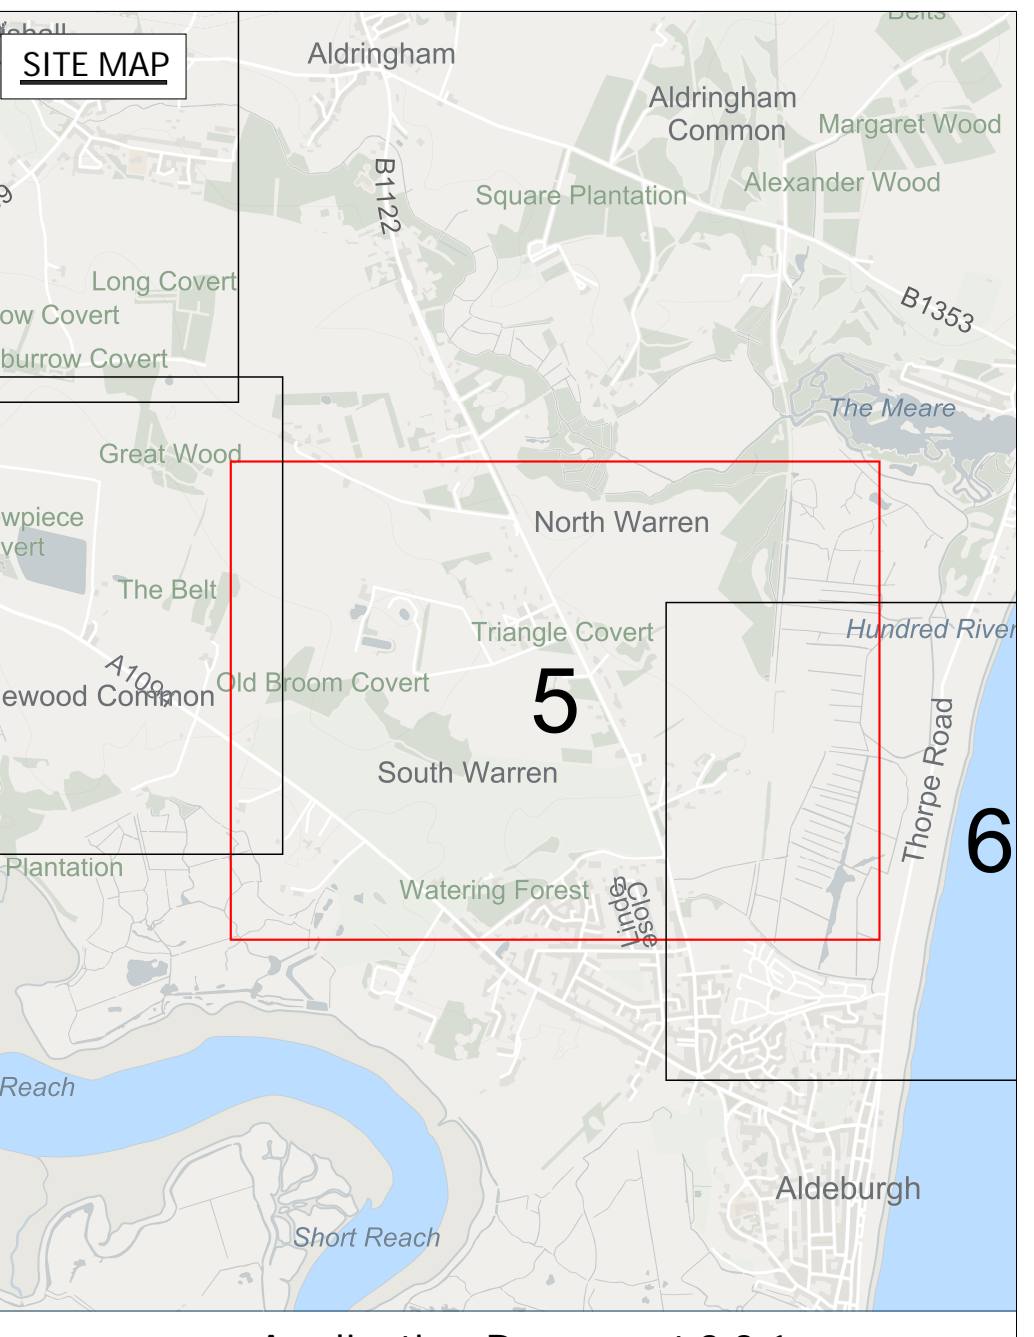 SITE MAP
Aldringham
Belts
Aldringham
Common
Margaret Wood
Alexander Wood
Square Plantation
B1122
Long Covert
ow Covert
burrow Covert
B1353
The Meare
Great Wood
North Warren
wpiece
vert
The Belt
Triangle Covert
Hundred River
Old Broom Covert
ewood Common
5
Thorpe Road
South Warren
6
Plantation
Watering Forest
Linden
Close
Reach
Aldeburgh
Short Reach